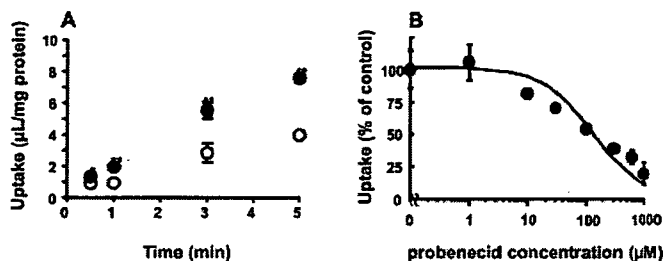 A
Uptake (µL/mg protein)
10
8
6
4
2
0
0 1 2 3 4 5
Time (min)
B
Uptake (% of control)
100
75
50
25
0
0 1 10 100 1000
probenecid concentration (µM)